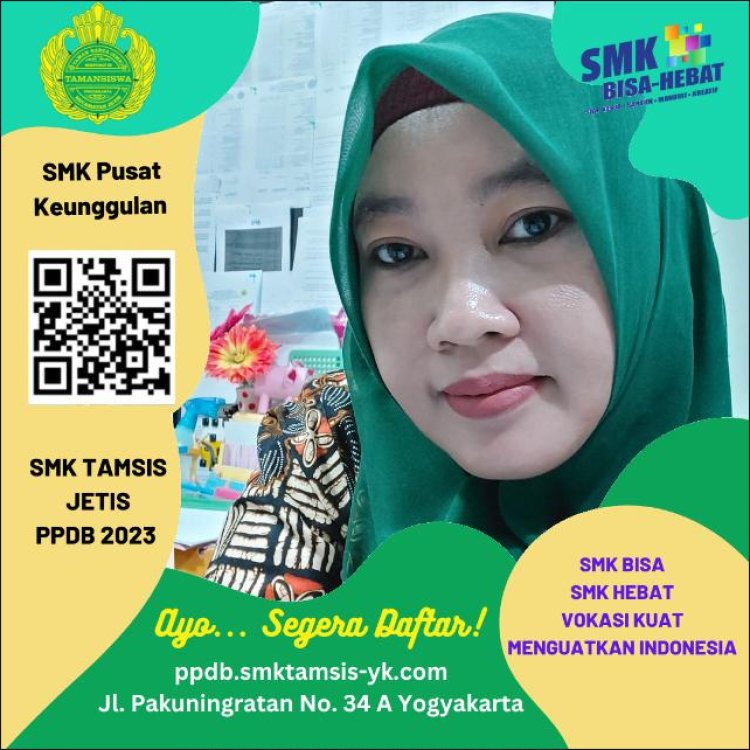 TAMANSISWA
YOGYAKARTA
SMK
BISA-HEBAT
SMK Pusat
Keunggulan
SMK TAMSIS
JETIS
PPDB 2023
SMK BISA
SMK HEBAT
VOKASI KUAT
MENGUATKAN INDONESIA
Ayo... Segera Daftar!
ppdb.smktamsis-yk.com
Jl. Pakuningratan No. 34 A Yogyakarta